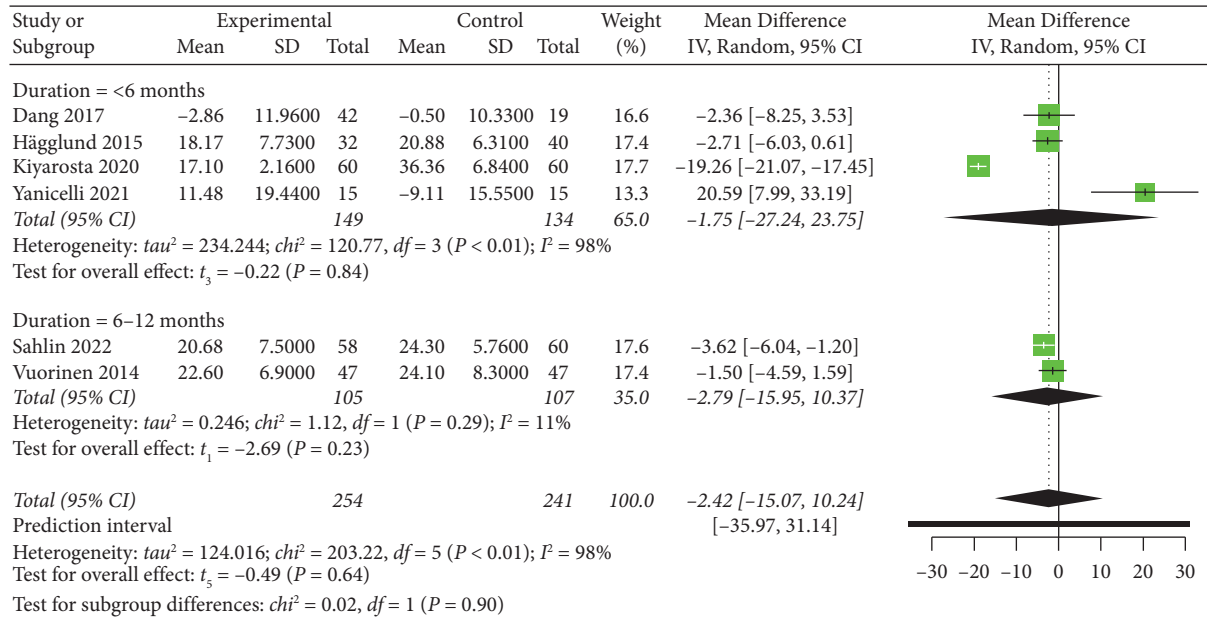 Study or Experimental Control Weight Mean Difference Mean Difference
Subgroup Mean SD Total Mean SD Total (%) IV, Random, 95% CI IV, Random, 95% CI
Duration = <6 months
Dang 2017 −2.86 11.9600 42 −0.50 10.3300 19 16.6 −2.36 [−8.25, 3.53]
Hägglund 2015 18.17 7.7300 32 20.88 6.3100 40 17.4 −2.71 [−6.03, 0.61]
Kiyarosta 2020 17.10 2.1600 60 36.36 6.8400 60 17.7 −19.26 [−21.07, −17.45]
Yanicelli 2021 11.48 19.4400 15 −9.11 15.5500 15 13.3 20.59 [7.99, 33.19]
Total (95% CI) 149 134 65.0 −1.75 [−27.24, 23.75]
Heterogeneity: tau² = 234.244; chi² = 120.77, df = 3 (P < 0.01); I² = 98%
Test for overall effect: t₃ = −0.22 (P = 0.84)
Duration = 6–12 months
Sahlin 2022 20.68 7.5000 58 24.30 5.7600 60 17.6 −3.62 [−6.04, −1.20]
Vuorinen 2014 22.60 6.9000 47 24.10 8.3000 47 17.4 −1.50 [−4.59, 1.59]
Total (95% CI) 105 107 35.0 −2.79 [−15.95, 10.37]
Heterogeneity: tau² = 0.246; chi² = 1.12, df = 1 (P = 0.29); I² = 11%
Test for overall effect: t₁ = −2.69 (P = 0.23)
Total (95% CI) 254 241 100.0 −2.42 [−15.07, 10.24]
Prediction interval [−35.97, 31.14]
Heterogeneity: tau² = 124.016; chi² = 203.22, df = 5 (P < 0.01); I² = 98%
Test for overall effect: t₅ = −0.49 (P = 0.64)
−30 −20 −10 0 10 20 30
Test for subgroup differences: chi² = 0.02, df = 1 (P = 0.90)